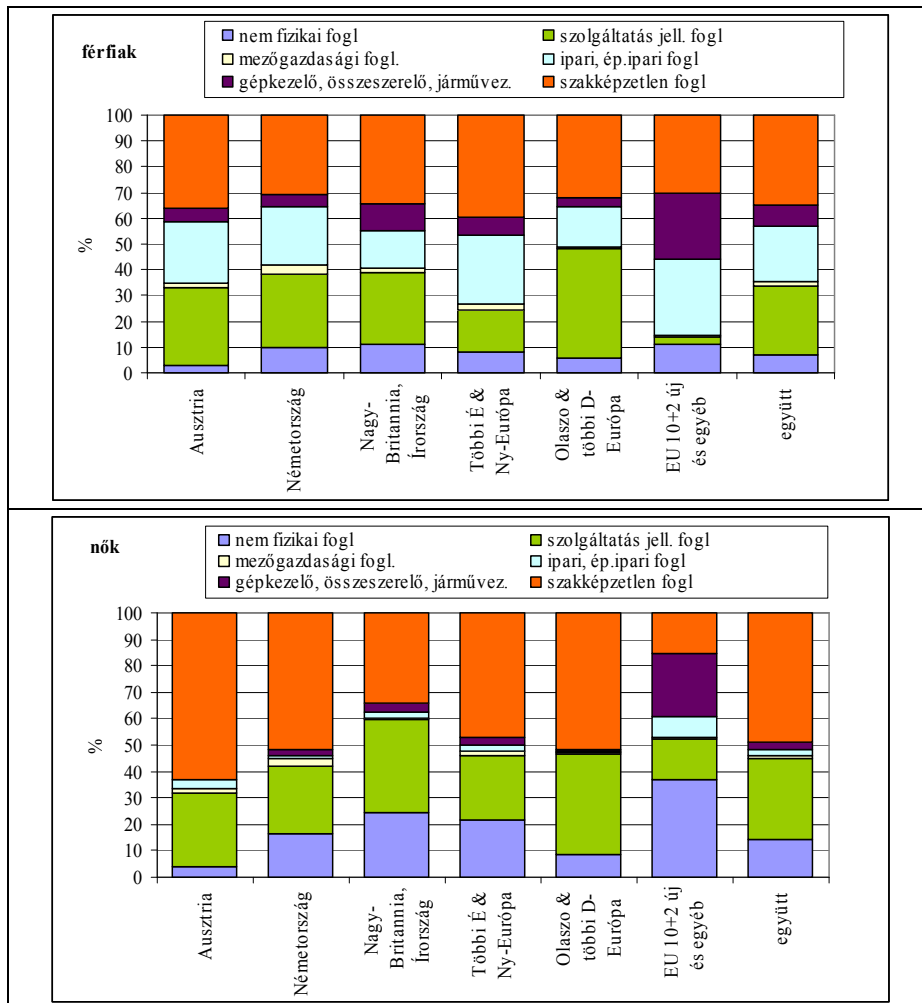 férfiak
nem fizikai fogl
szolgáltatás jell. fogl
mezőgazdasági fogl.
ipari, ép.ipari fogl
gépkezelő, összeszerelő, járművez.
szakképzetlen fogl
100
90
80
70
60
50
40
30
20
10
0
%
Ausztria
Németország
Nagy-
Britannia,
Írország
Többi É &
Ny-Európa
Olaszo &
többi D-
Európa
EU 10+2 új
és egyéb
együtt
nők
nem fizikai fogl
szolgáltatás jell. fogl
mezőgazdasági fogl.
ipari, ép.ipari fogl
gépkezelő, összeszerelő, járművez.
szakképzetlen fogl
100
90
80
70
60
50
40
30
20
10
0
%
Ausztria
Németország
Nagy-
Britannia,
Írország
Többi É &
Ny-Európa
Olaszo &
többi D-
Európa
EU 10+2 új
és egyéb
együtt